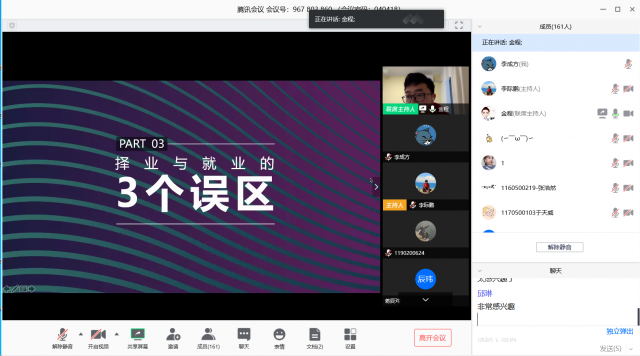 腾讯会议 会议号：967 803 860 （会议密码：040418）
正在讲话: 金程;
PART 03
择业与就业的
3个误区
联席主持人 金程
李成方
主持人 李际鹏
1190200624
辰玮
成员(161人)
正在讲话: 金程;
李成方(我)
李际鹏(主持人)
金程(联席主持人)
1
1160500219-张浩然
1170500103于天威
解除静音
聊天
太感兴趣了
邱琳
非常感兴趣
独立弹出
发送(S)
解除静音
开启视频
共享屏幕
邀请
成员(161)
聊天
表情
文档(2)
设置
离开会议